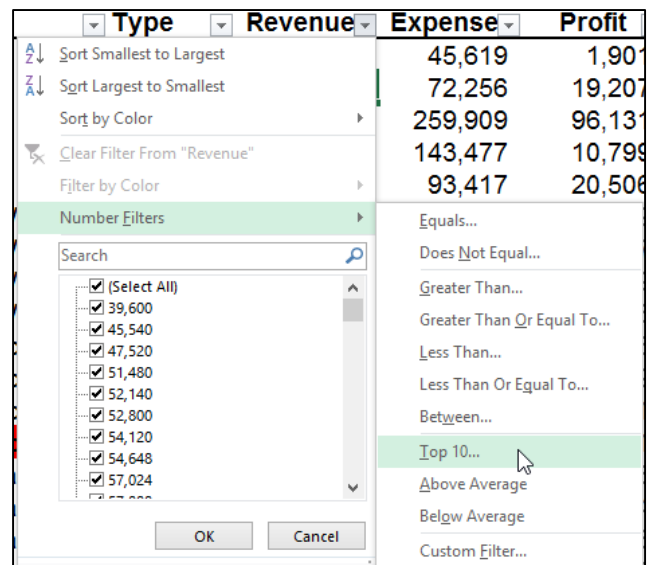 Type Revenue Expense Profit
Sort Smallest to Largest
Sort Largest to Smallest
Sort by Color
Clear Filter From "Revenue"
Filter by Color
Number Filters
Search
(Select All)
39,600
45,540
47,520
51,480
52,140
52,800
54,120
54,648
57,024
OK Cancel
45,619 1,901
72,256 19,207
259,909 96,131
143,477 10,799
93,417 20,506
Equals...
Does Not Equal...
Greater Than...
Greater Than Or Equal To...
Less Than...
Less Than Or Equal To...
Between...
Top 10...
Above Average
Below Average
Custom Filter...